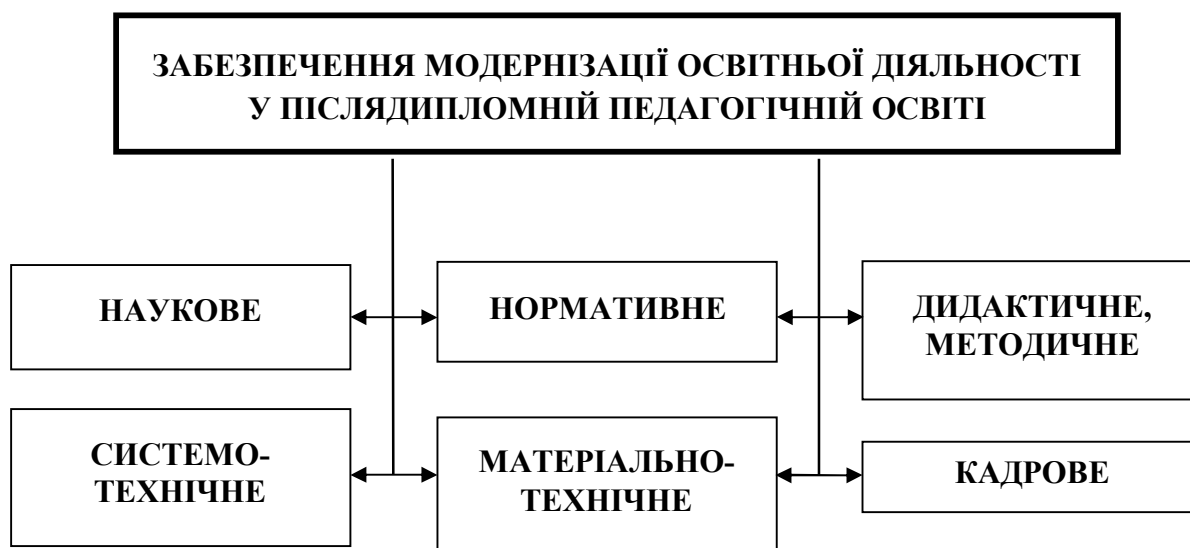 ЗАБЕЗПЕЧЕННЯ МОДЕРНІЗАЦІЇ ОСВІТНЬОЇ ДІЯЛЬНОСТІ
У ПІСЛЯДИПЛОМНІЙ ПЕДАГОГІЧНІЙ ОСВІТІ
НАУКОВЕ
НОРМАТИВНЕ
ДИДАКТИЧНЕ,
МЕТОДИЧНЕ
СИСТЕМО-
ТЕХНІЧНЕ
МАТЕРІАЛЬНО-
ТЕХНІЧНЕ
КАДРОВЕ